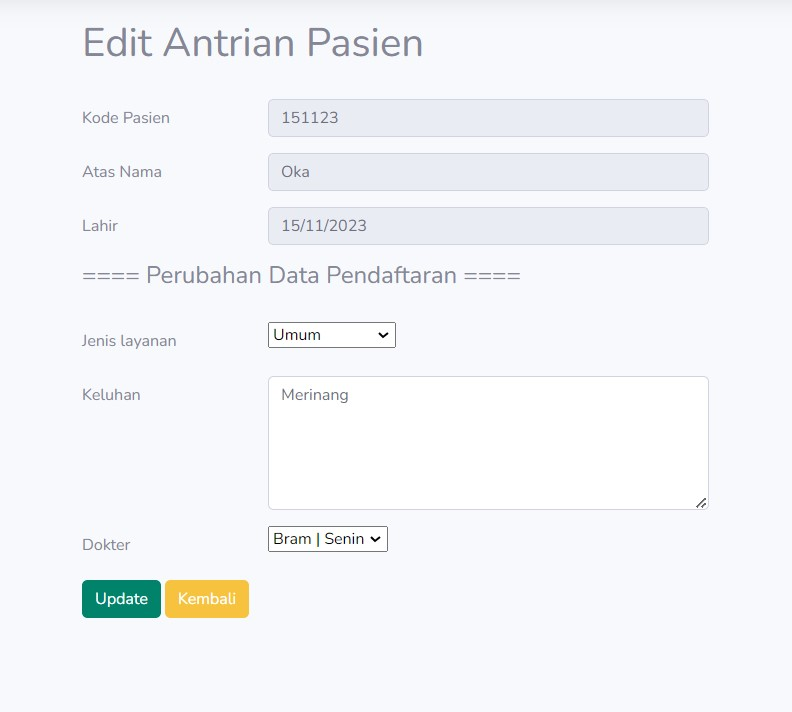 Edit Antrian Pasien
Kode Pasien 151123
Atas Nama Oka
Lahir 15/11/2023
==== Perubahan Data Pendaftaran ====
Jenis layanan Umum
Keluhan Merinang
Dokter Bram | Senin
Update Kembali